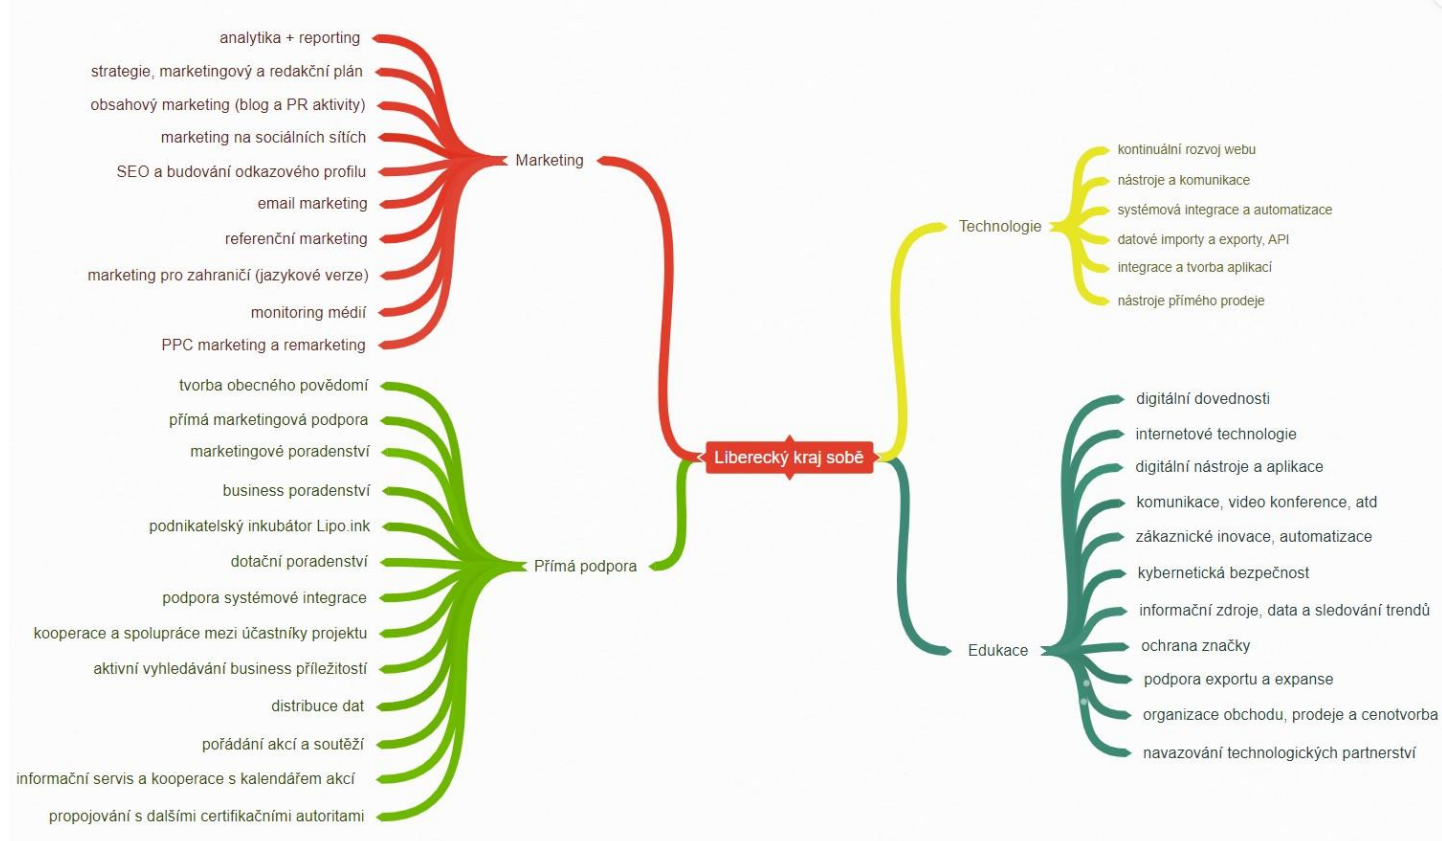 analytika + reporting
strategie, marketingový a redakční plán
obsahový marketing (blog a PR aktivity)
marketing na sociálních sítích
SEO a budování odkazového profilu
email marketing
referenční marketing
marketing pro zahraničí (jazykové verze)
monitoring médií
PPC marketing a remarketing
Marketing
tvorba obecného povědomí
přímá marketingová podpora
marketingové poradenství
business poradenství
podnikatelský inkubátor Lipo.ink
dotační poradenství
podpora systémové integrace
kooperace a spolupráce mezi účastníky projektu
aktivní vyhledávání business příležitostí
distribuce dat
pořádání akcí a soutěží
informační servis a kooperace s kalendářem akcí
propojování s dalšími certifikačními autoritami
Přímá podpora
Liberecký kraj sobě
Technologie
kontinuální rozvoj webu
nástroje a komunikace
systémová integrace a automatizace
datové importy a exporty, API
integrace a tvorba aplikací
nástroje přímého prodeje
Edukace
digitální dovednosti
internetové technologie
digitální nástroje a aplikace
komunikace, video konference, atd
zákaznické inovace, automatizace
kybernetická bezpečnost
informační zdroje, data a sledování trendů
ochrana značky
podpora exportu a expanse
organizace obchodu, prodeje a cenotvorba
navazování technologických partnerství